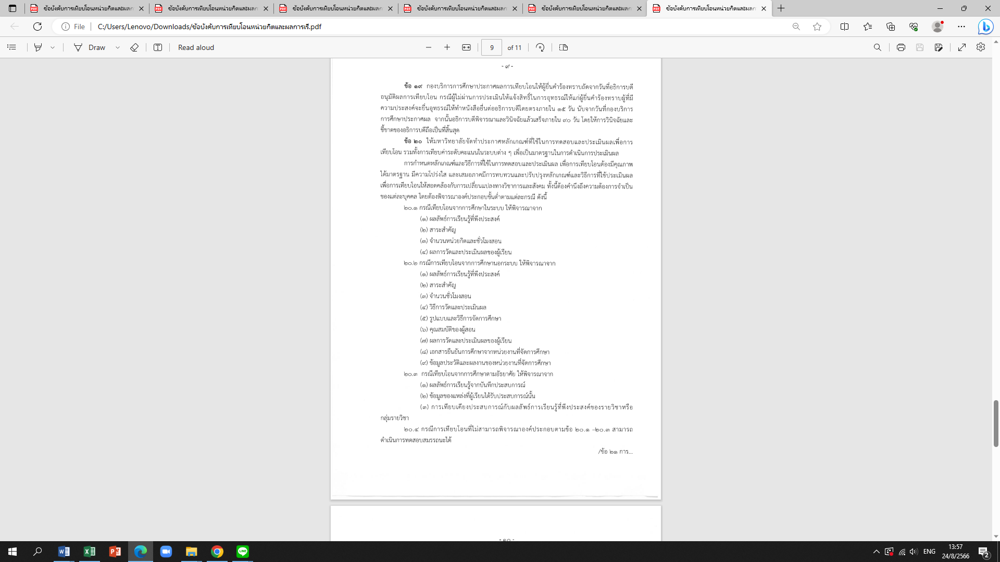 ข้อบังคับการเทียบโอนหน่วยกิตและผลก
ข้อบังคับการเทียบโอนหน่วยกิตและผลก
ข้อบังคับการเทียบโอนหน่วยกิตและผลก
ข้อบังคับการเทียบโอนหน่วยกิตและผลก
ข้อบังคับการเทียบโอนหน่วยกิตและผลก
ข้อบังคับการเทียบโอนหน่วยกิตและผลก
File C:/Users/Lenovo/Downloads/ข้อบังคับการเทียบโอนหน่วยกิตและผลการเรี.pdf
Draw Read aloud 9 of 11
- ๙ -
ข้อ ๑๙ กองบริการการศึกษาประกาศผลการเทียบโอนให้ผู้ยื่นคำร้องทราบถัดจากวันที่อธิการบดี
อนุมัติผลการเทียบโอน กรณีผู้ไม่ผ่านการประเมินให้แจ้งสิทธิ์ในการอุทธรณ์ให้แก่ผู้ยื่นคำร้องทราบผู้ที่มี
ความประสงค์จะยื่นอุทธรณ์ให้ทำหนังสือยื่นต่ออธิการบดีโดยตรงภายใน ๑๕ วัน นับจากวันที่กองบริการ
การศึกษาประกาศผล จากนั้นอธิการบดีพิจารณาและวินิจฉัยแล้วเสร็จภายใน ๙๐ วัน โดยให้การวินิจฉัยและ
ชี้ขาดของอธิการบดีถือเป็นที่สิ้นสุด
ข้อ ๒๐ ให้มหาวิทยาลัยจัดทำประกาศหลักเกณฑ์ที่ใช้ในการทดสอบและประเมินผลเพื่อการ
เทียบโอน รวมทั้งการเทียบค่าระดับคะแนนในระบบต่าง ๆ เพื่อเป็นมาตรฐานในการดำเนินการประเมินผล
การกำหนดหลักเกณฑ์และวิธีการที่ใช้ในการทดสอบและประเมินผล เพื่อการเทียบโอนต้องมีคุณภาพ
ได้มาตรฐาน มีความโปร่งใส และเสมอภาคมีการทบทวนและปรับปรุงหลักเกณฑ์และวิธีการที่ใช้ประเมินผล
เพื่อการเทียบโอนให้สอดคล้องกับการเปลี่ยนแปลงทางวิชาการและสังคม ทั้งนี้ต้องคำนึงถึงความต้องการจำเป็น
ของแต่ละบุคคล โดยต้องพิจารณาองค์ประกอบขั้นต่ำตามแต่ละกรณี ดังนี้
๒๐.๑ กรณีเทียบโอนจากการศึกษาในระบบ ให้พิจารณาจาก
(๑) ผลลัพธ์การเรียนรู้ที่พึงประสงค์
(๒) สาระสำคัญ
(๓) จำนวนหน่วยกิตและชั่วโมงสอน
(๔) ผลการวัดและประเมินผลของผู้เรียน
๒๐.๒ กรณีการเทียบโอนจากการศึกษานอกระบบ ให้พิจารณาจาก
(๑) ผลลัพธ์การเรียนรู้ที่พึงประสงค์
(๒) สาระสำคัญ
(๓) จำนวนชั่วโมงสอน
(๔) วิธีการวัดและประเมินผล
(๕) รูปแบบและวิธีการจัดการศึกษา
(๖) คุณสมบัติของผู้สอน
(๗) ผลการวัดและประเมินผลของผู้เรียน
(๘) เอกสารยืนยันการศึกษาจากหน่วยงานที่จัดการศึกษา
(๙) ข้อมูลประวัติและผลงานของหน่วยงานที่จัดการศึกษา
๒๐.๓ กรณีเทียบโอนจากการศึกษาตามอัธยาศัย ให้พิจารณาจาก
(๑) ผลลัพธ์การเรียนรู้จากบันทึกประสบการณ์
(๒) ข้อมูลของแหล่งที่ผู้เรียนได้รับประสบการณ์นั้น
(๓) การเทียบเคียงประสบการณ์กับผลลัพธ์การเรียนรู้ที่พึงประสงค์ของรายวิชาหรือ
กลุ่มรายวิชา
๒๐.๔ กรณีการเทียบโอนที่ไม่สามารถพิจารณาองค์ประกอบตามข้อ ๒๐.๑ –๒๐.๓ สามารถ
ดำเนินการทดสอบสมรรถนะได้
/ข้อ ๒๑ การ...
- ๑๐ -
ENG
13:57
24/8/2566
2